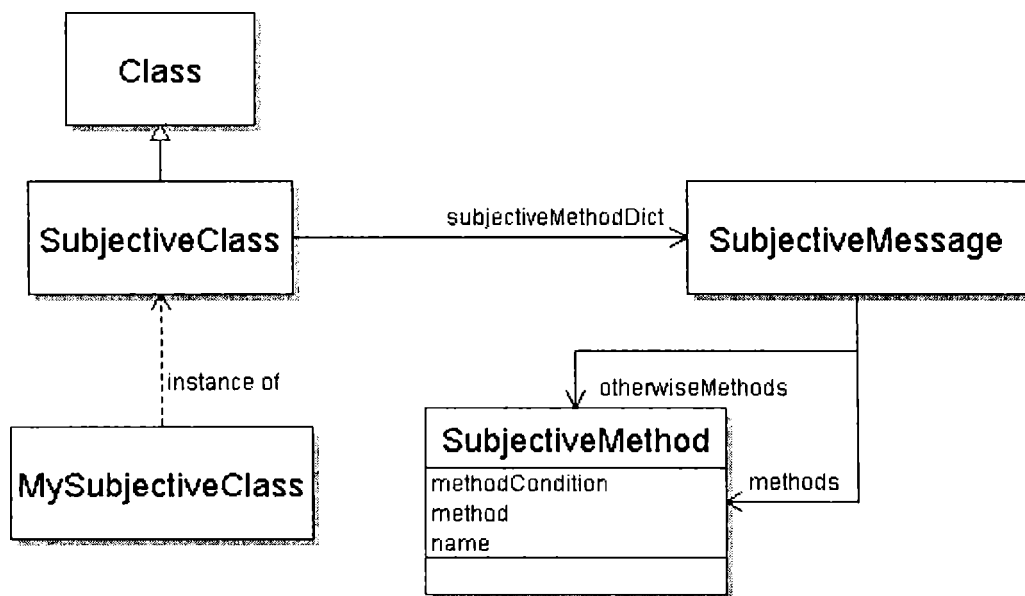 Class
SubjectiveClass
subjectiveMethodDict
SubjectiveMessage
instance of
MySubjectiveClass
otherwiseMethods
SubjectiveMethod
methodCondition
method
name
methods